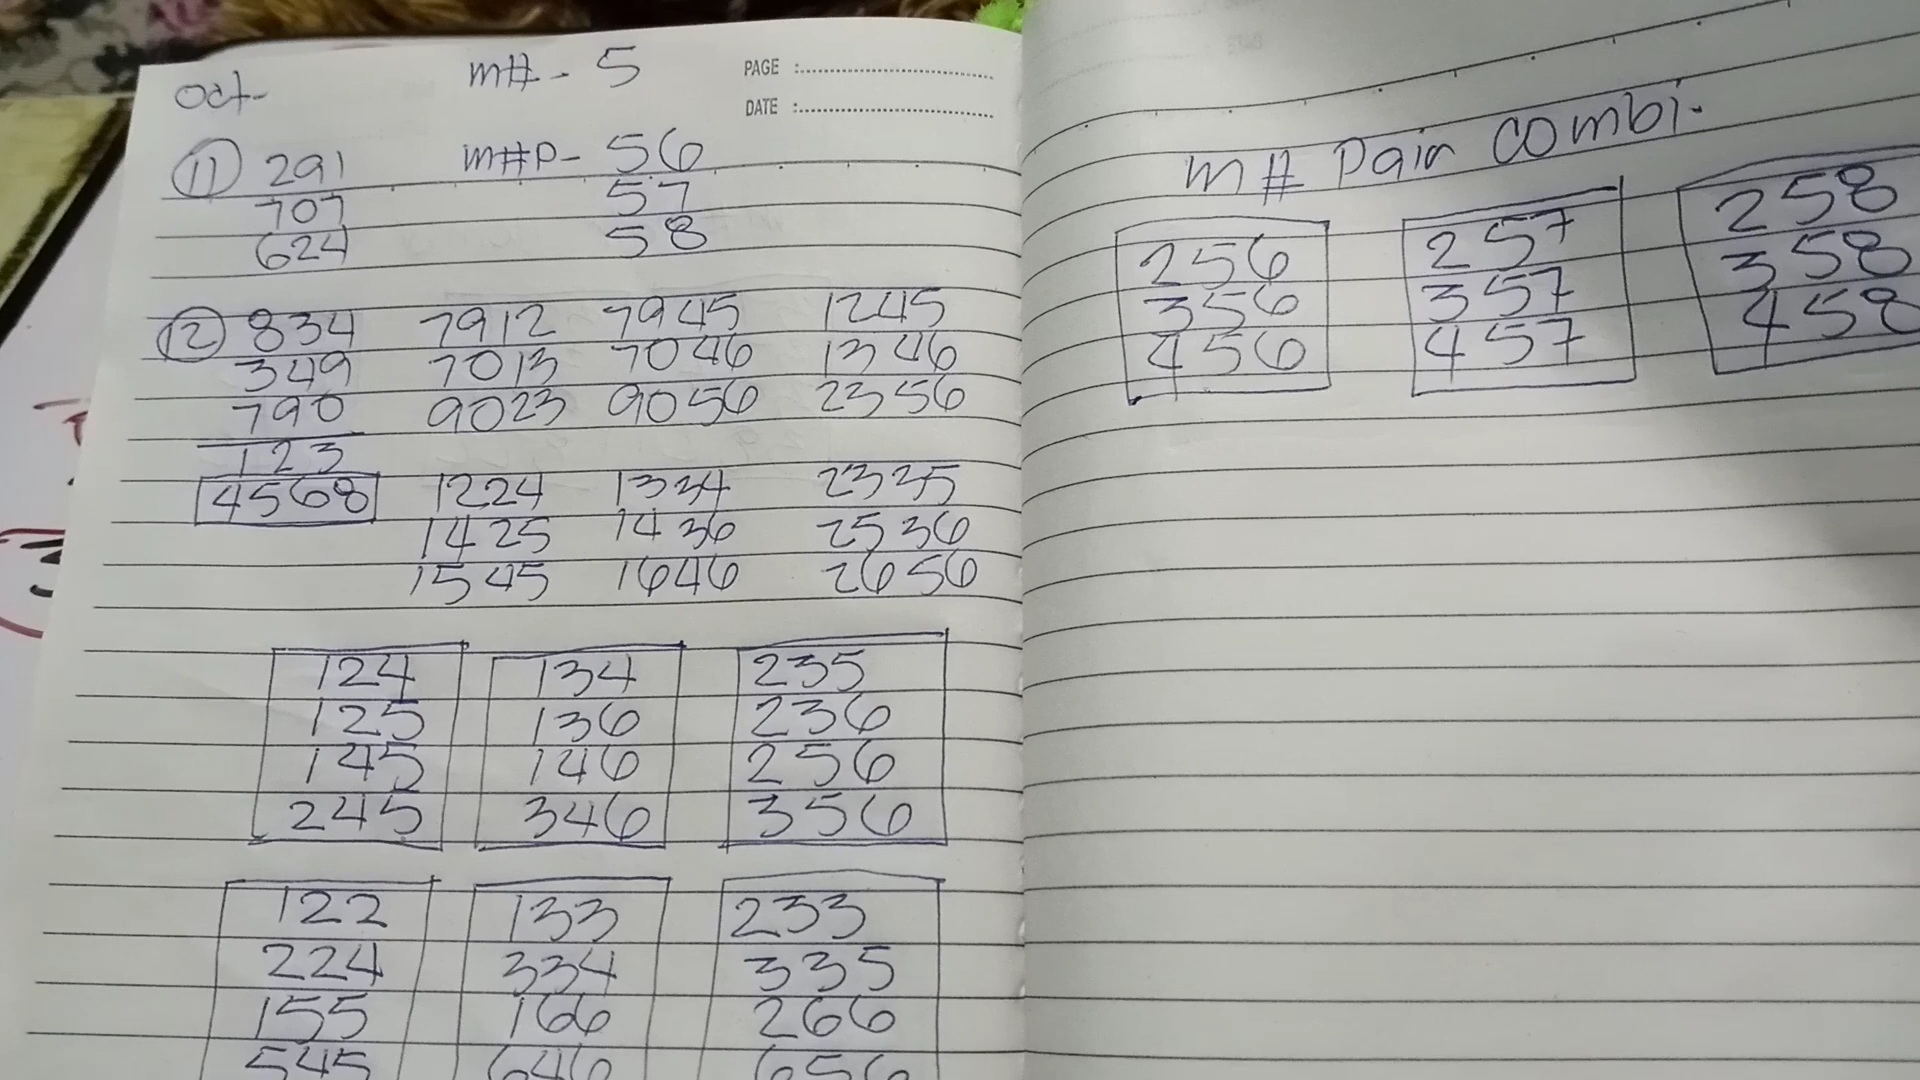 oct- m# - 5 PAGE :
DATE :
11 291 m#p - 56
707 57
624 58
12 834 7912 7945 1245
349 7013 7046 1346
790 9023 9056 2356
123
4568 1224 1334 2335
1425 1436 2536
1545 1646 2656
124 134 235
125 136 236
145 146 256
245 346 356
122 133 233
224 334 335
155 166 266
545 646 656
m# Pair combi.
256 257 258
356 357 358
456 457 458